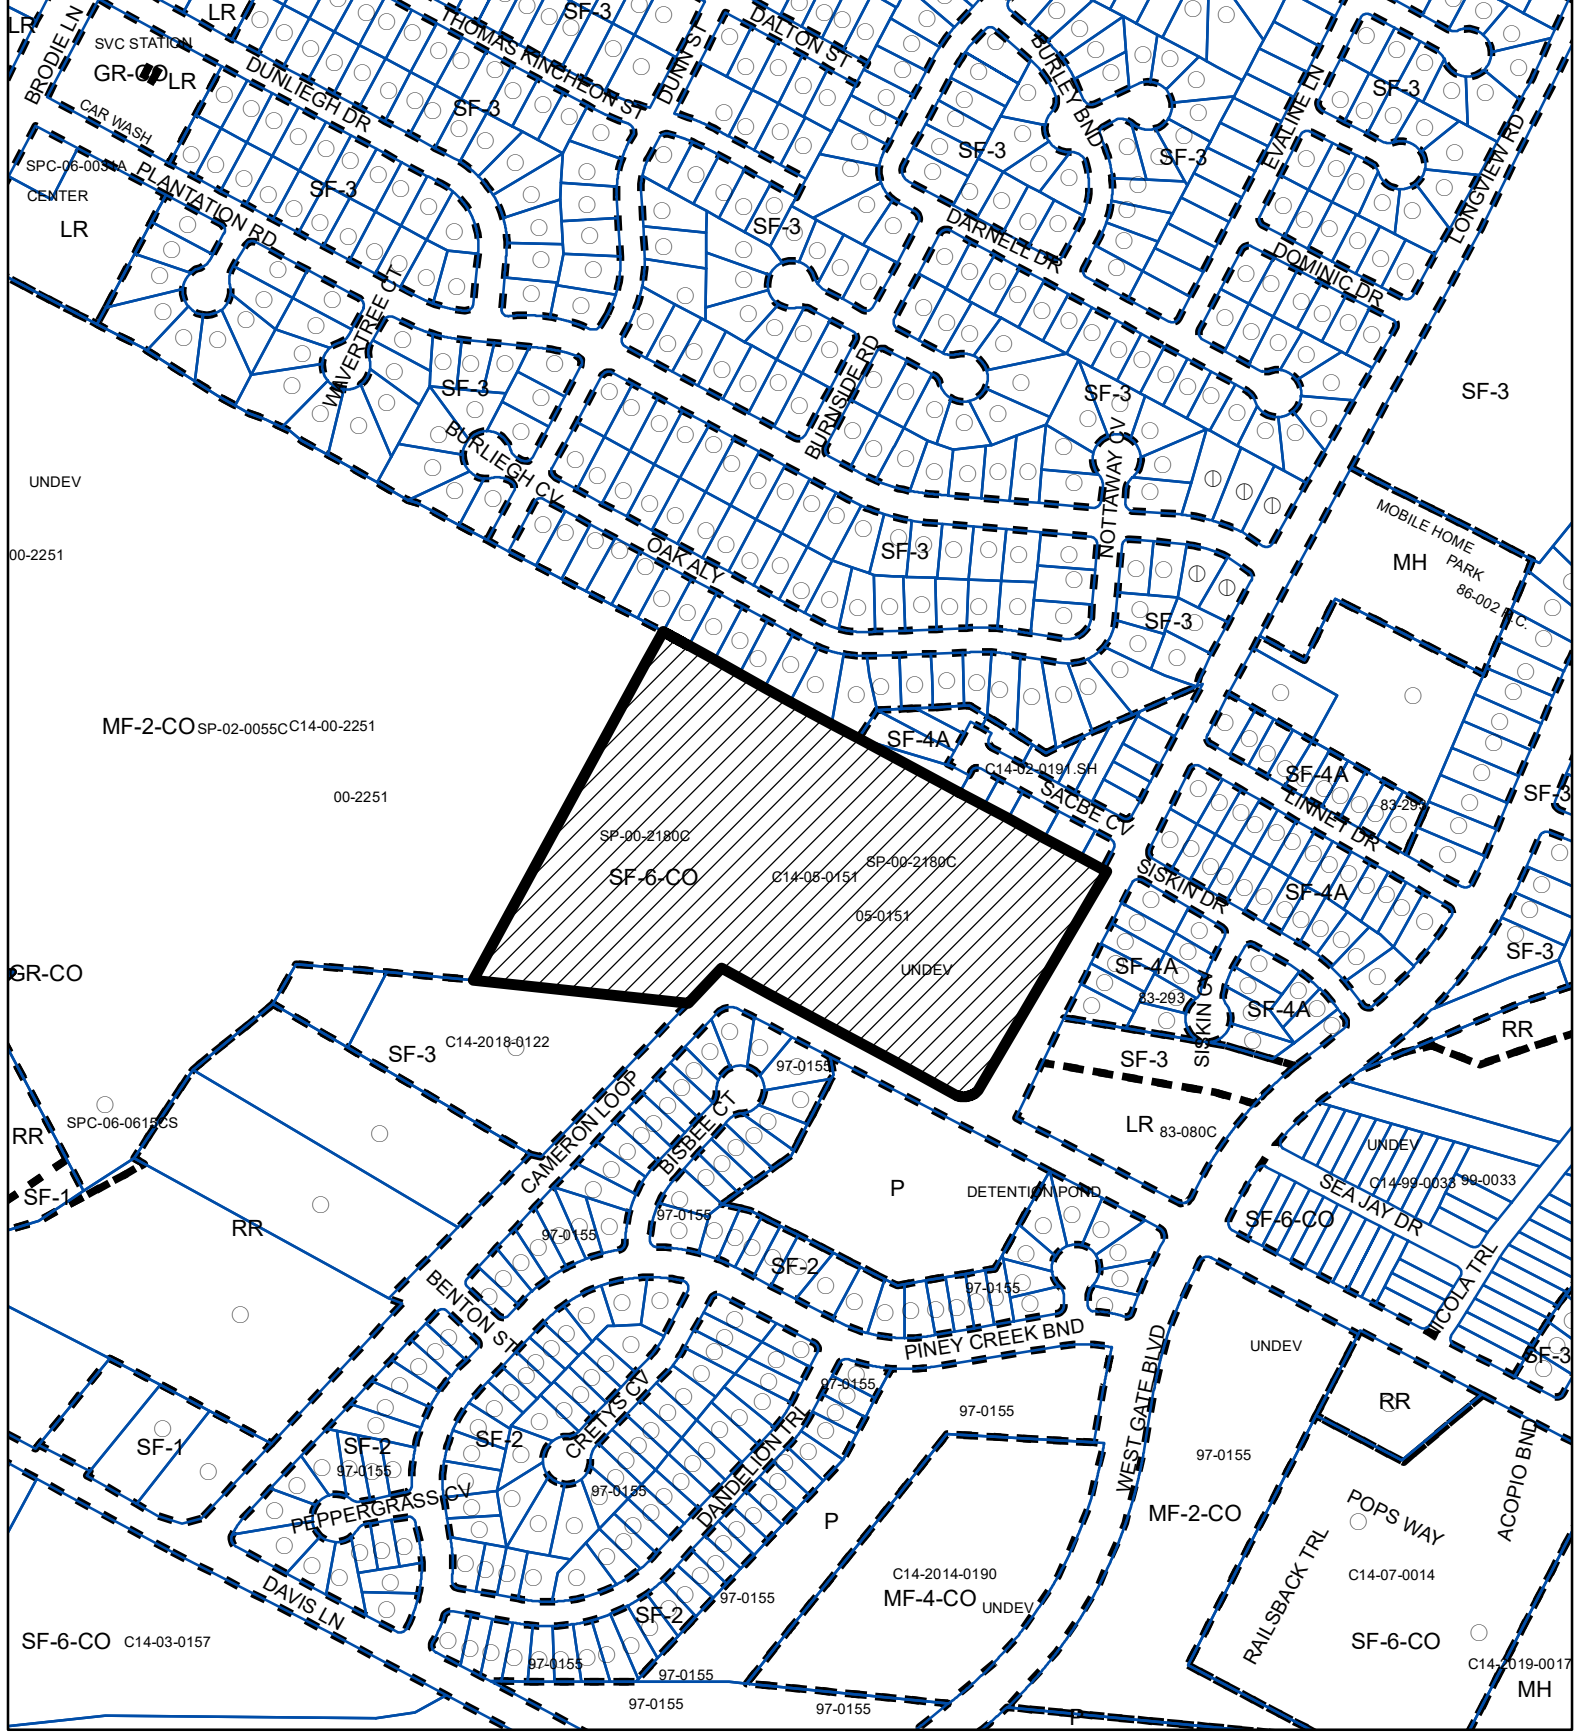 LR
LR
SF-3
BRODIE LN
SVC STATION
THOMAS KINCHEON ST
DUNN ST
DALTON ST
BURLEY BND
GR-CO
LR
DUNLIEGH DR
SF-3
SF-3
EVALINE LN
CAR WASH
LONGVIEW RD
SF-3
SF-3
SPC-06-0031A
PLANTATION RD
CENTER
SF-3
LR
SF-3
DARNELL DR
DOMINIC DR
WAVERTREE CT
BURNSIDE RD
SF-3
SF-3
SF-3
BURLIEGH CV
NOTTAWAY CV
UNDEV
MOBILE HOME
PARK
MH
86-002
00-2251
OAK ALY
SF-3
SF-3
MF-2-CO
SP-02-0055C
C14-00-2251
SF-4A
C14-02-0191.SH
SF-4A
SF-3
00-2251
SACBE CV
LINNET DR
SP-00-2180C
SP-00-2180C
SF-6-CO
C14-05-0151
SISKIN DR
SF-4A
05-0151
SF-3
GR-CO
UNDEV
SF-4A
83-293
SISKIN CV
SF-4A
RR
SF-3
C14-2018-0122
97-0155
SF-3
CAMERON LOOP
BISBEE CT
SPC-06-0615CS
RR
LR
83-080C
UNDEV
SF-1
P
DETENTION POND
C14-99-0033
99-0033
SEA JAY DR
97-0155
RR
97-0155
SF-6-CO
SF-2
NICOLA TRL
BENTON ST
97-0155
PINEY CREEK BND
WEST GATE BLVD
UNDEV
SF-3
CRETYS CV
97-0155
97-0155
RR
SF-1
SF-2
SF-2
DANDELION TRL
97-0155
ACOPIO BND
97-0155
97-0155
PEPPERGRASS CV
P
MF-2-CO
POPS WAY
RAILSBACK TRL
C14-2014-0190
C14-07-0014
DAVIS LN
97-0155
MF-4-CO
UNDEV
SF-2
SF-6-CO
C14-03-0157
SF-6-CO
97-0155
97-0155
C14-2019-0017
MH
97-0155
97-0155
P